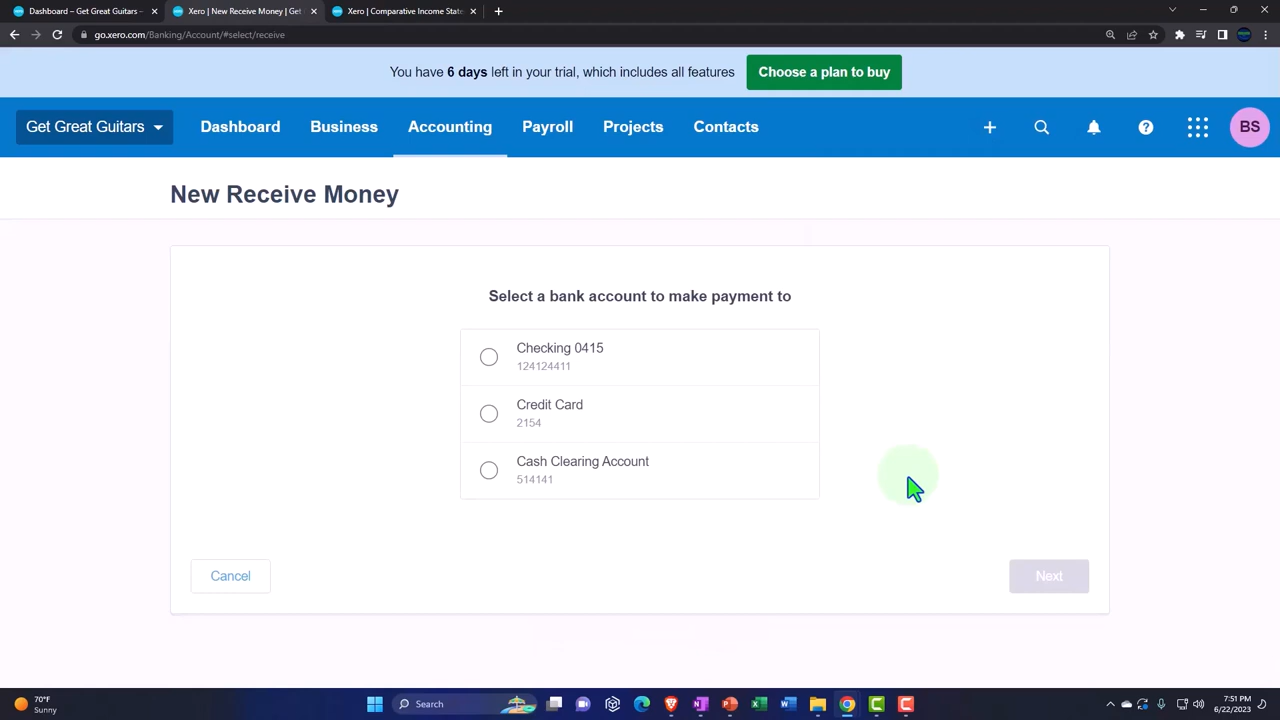 Dashboard – Get Great Guitars –
Xero | New Receive Money | Get
Xero | Comparative Income State
go.xero.com/Banking/Account/#select/receive
You have 6 days left in your trial, which includes all features
Choose a plan to buy
Get Great Guitars
Dashboard
Business
Accounting
Payroll
Projects
Contacts
BS
New Receive Money
Select a bank account to make payment to
Checking 0415
124124411
Credit Card
2154
Cash Clearing Account
514141
Cancel
Next
70°F
Sunny
Search
7:51 PM
6/22/2023